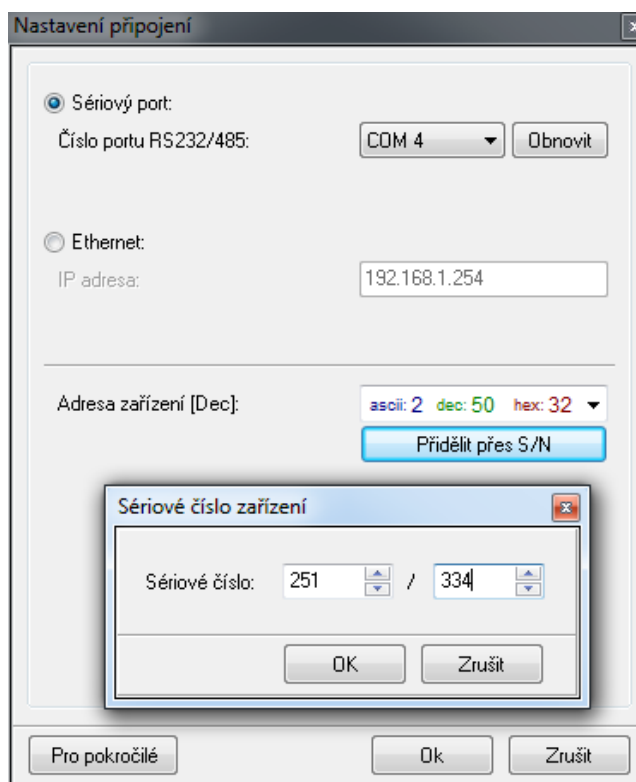 Nastavení připojení
Sériový port:
Číslo portu RS232/485: COM 4 Obnovit
Ethernet:
IP adresa: 192.168.1.254
Adresa zařízení [Dec]: ascii: 2 dec: 50 hex: 32
Přidělit přes S/N
Sériové číslo zařízení
Sériové číslo: 251 / 334
OK Zrušit
Pro pokročilé Ok Zrušit